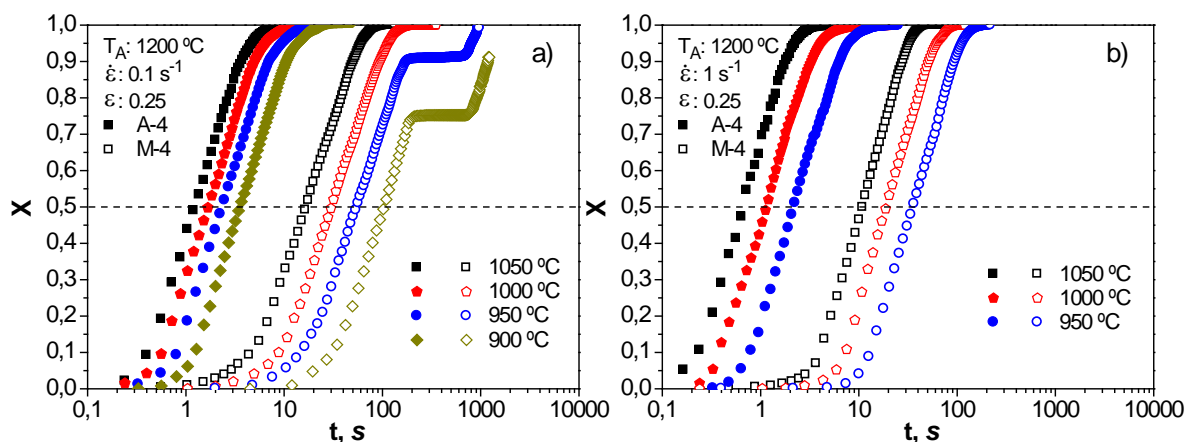 T_A: 1200 ºC
ε̇: 0.1 s⁻¹
ε: 0.25
A-4
M-4
a)
1050 ºC
1000 ºC
950 ºC
900 ºC
X
1,0
0,9
0,8
0,7
0,6
0,5
0,4
0,3
0,2
0,1
0,0
0,1 1 10 100 1000 10000
t, s
T_A: 1200 ºC
ε̇: 1 s⁻¹
ε: 0.25
A-4
M-4
b)
1050 ºC
1000 ºC
950 ºC
X
1,0
0,9
0,8
0,7
0,6
0,5
0,4
0,3
0,2
0,1
0,0
0,1 1 10 100 1000 10000
t, s